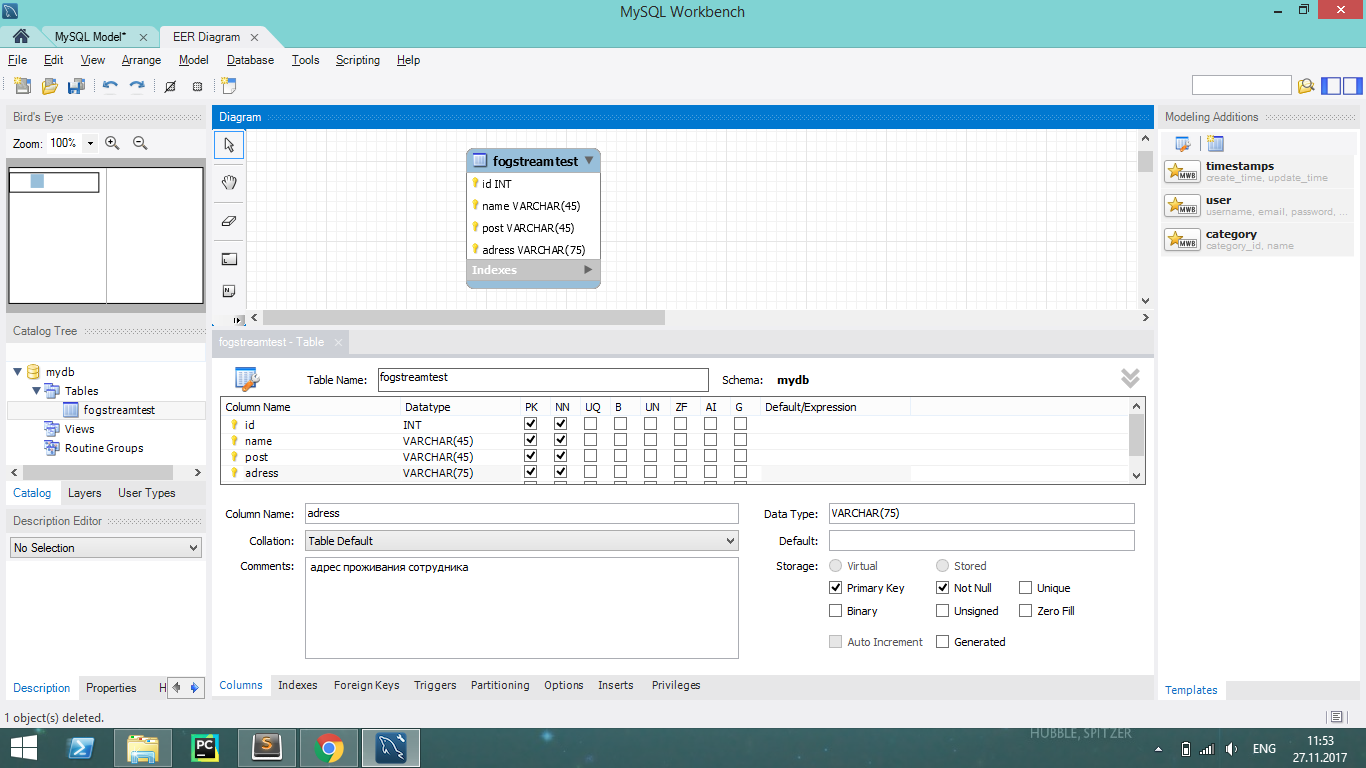 MySQL Workbench
MySQL Model* EER Diagram
File Edit View Arrange Model Database Tools Scripting Help
Bird's Eye
Zoom: 100%
Diagram
fogstreamtest
id INT
name VARCHAR(45)
post VARCHAR(45)
adress VARCHAR(75)
Indexes
Modeling Additions
MWB timestamps
create_time, update_time
MWB user
username, email, password, ...
MWB category
category_id, name
Templates
Catalog Tree
mydb
Tables
fogstreamtest
Views
Routine Groups
Catalog Layers User Types
Description Editor
No Selection
Description Properties H
fogstreamtest - Table
Table Name: fogstreamtest Schema: mydb
Column Name Datatype PK NN UQ B UN ZF AI G Default/Expression
id INT
name VARCHAR(45)
post VARCHAR(45)
adress VARCHAR(75)
Column Name: adress Data Type: VARCHAR(75)
Collation: Table Default Default:
Comments: адрес проживания сотрудника Storage: Virtual Stored
Primary Key Not Null Unique
Binary Unsigned Zero Fill
Auto Increment Generated
Columns Indexes Foreign Keys Triggers Partitioning Options Inserts Privileges
1 object(s) deleted.
HUBBLE, SPITZER
PC S ENG
11:53
27.11.2017